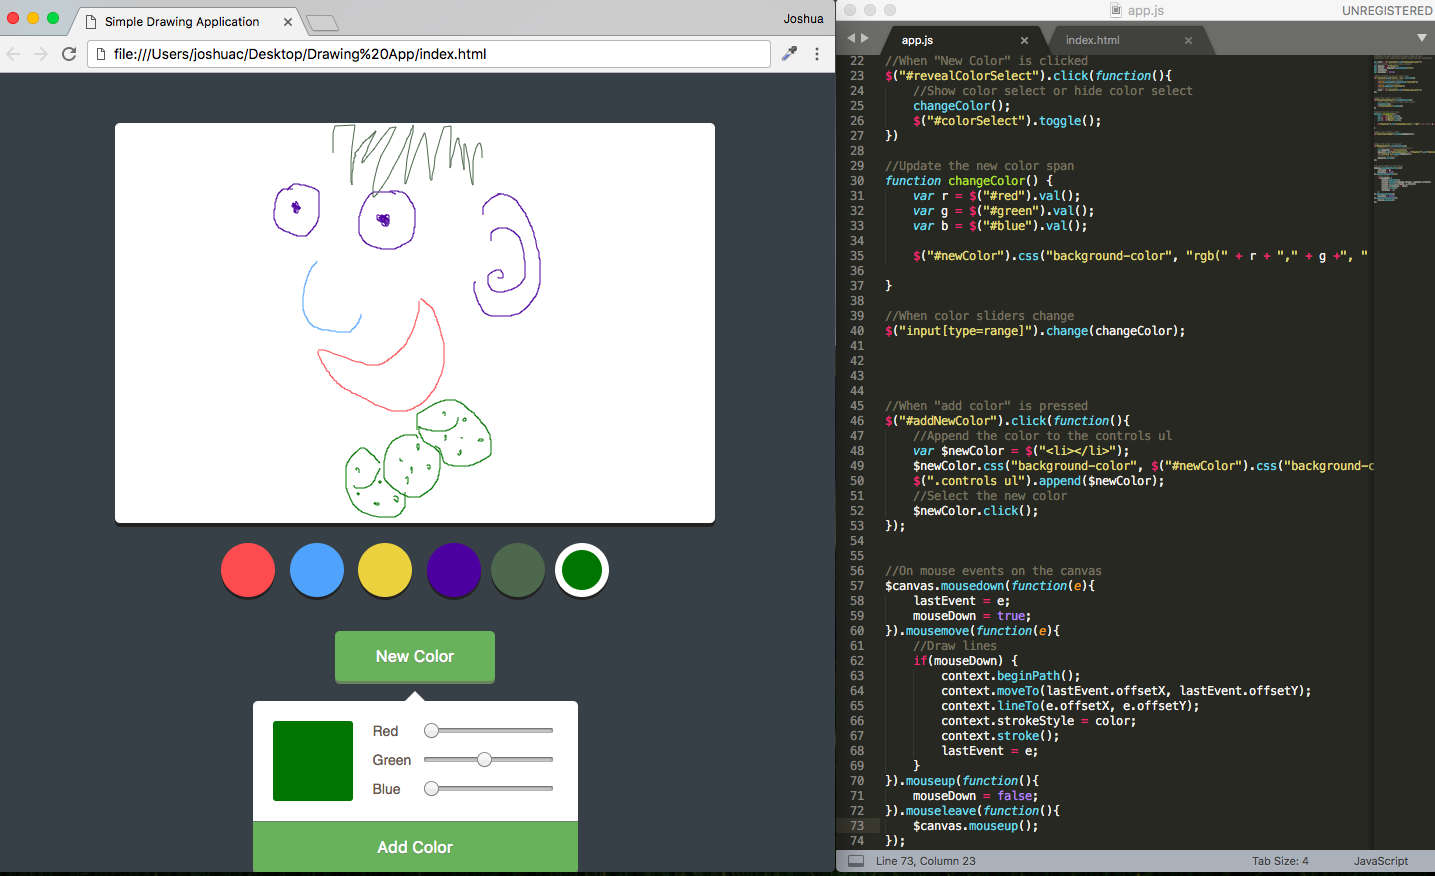 Simple Drawing Application
Joshua
file:///Users/joshuac/Desktop/Drawing%20App/index.html
New Color
Red
Green
Blue
Add Color
app.js
UNREGISTERED
app.js
index.html
22 //When "New Color" is clicked
23 $("#revealColorSelect").click(function(){
24 //Show color select or hide color select
25 changeColor();
26 $("#colorSelect").toggle();
27 })
28
29 //Update the new color span
30 function changeColor() {
31 var r = $("#red").val();
32 var g = $("#green").val();
33 var b = $("#blue").val();
34
35 $("#newColor").css("background-color", "rgb(" + r + "," + g +", "
36
37 }
38
39 //When color sliders change
40 $("input[type=range]").change(changeColor);
41
42
43
44
45 //When "add color" is pressed
46 $("#addNewColor").click(function(){
47 //Append the color to the controls ul
48 var $newColor = $("<li></li>");
49 $newColor.css("background-color", $("#newColor").css("background-c
50 $(".controls ul").append($newColor);
51 //Select the new color
52 $newColor.click();
53 });
54
55
56 //On mouse events on the canvas
57 $canvas.mousedown(function(e){
58 lastEvent = e;
59 mouseDown = true;
60 }).mousemove(function(e){
61 //Draw lines
62 if(mouseDown) {
63 context.beginPath();
64 context.moveTo(lastEvent.offsetX, lastEvent.offsetY);
65 context.lineTo(e.offsetX, e.offsetY);
66 context.strokeStyle = color;
67 context.stroke();
68 lastEvent = e;
69 }
70 }).mouseup(function(){
71 mouseDown = false;
72 }).mouseleave(function(){
73 $canvas.mouseup();
74 });
Line 73, Column 23
Tab Size: 4
JavaScript